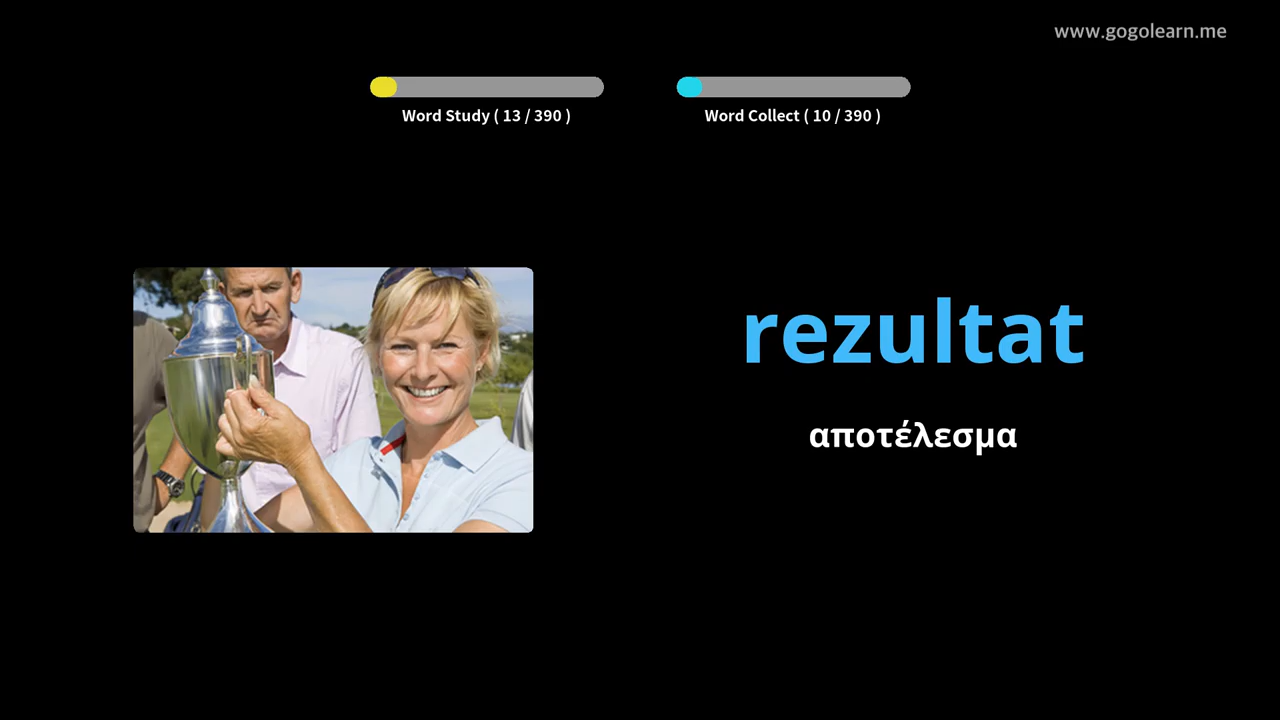 www.gogolearn.me
Word Study ( 13 / 390 )
Word Collect ( 10 / 390 )
rezultat
αποτέλεσμα